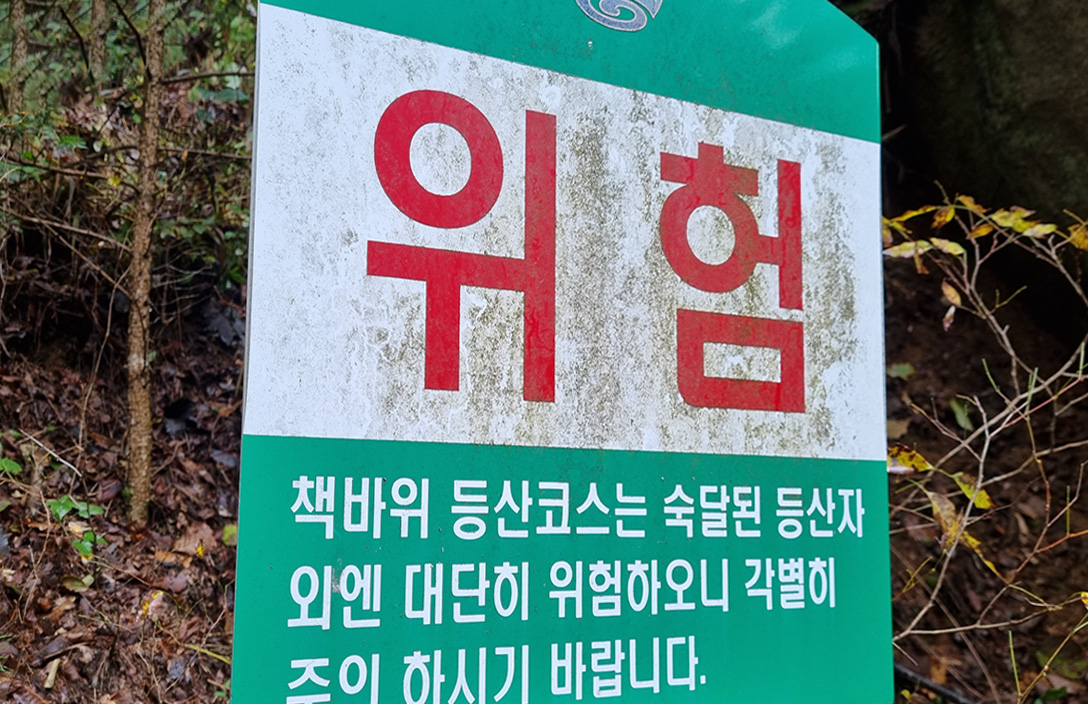 위험
책바위 등산코스는 숙달된 등산자
외엔 대단히 위험하오니 각별히
주의 하시기 바랍니다.